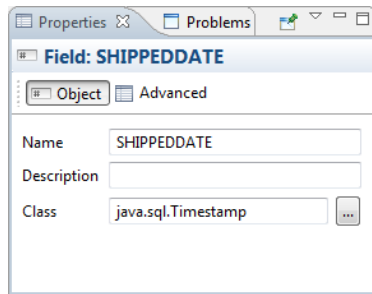 Properties Problems
Field: SHIPPEDDATE
Object Advanced
Name SHIPPEDDATE
Description
Class java.sql.Timestamp ...